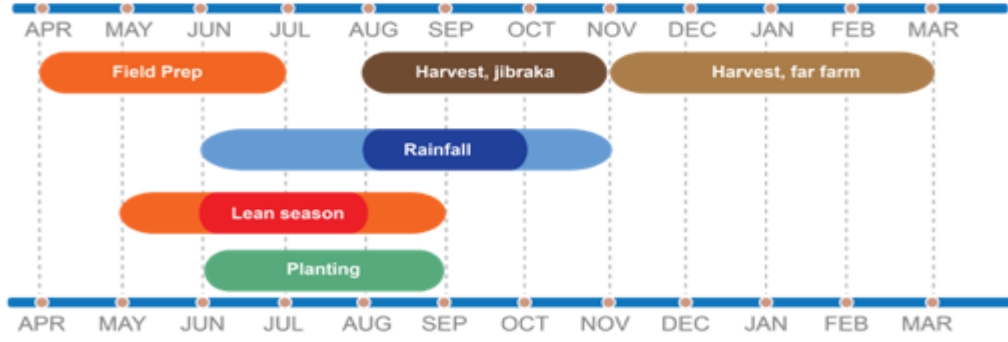 APR MAY JUN JUL AUG SEP OCT NOV DEC JAN FEB MAR
Field Prep Harvest, jibraka Harvest, far farm
Rainfall
Lean season
Planting
APR MAY JUN JUL AUG SEP OCT NOV DEC JAN FEB MAR